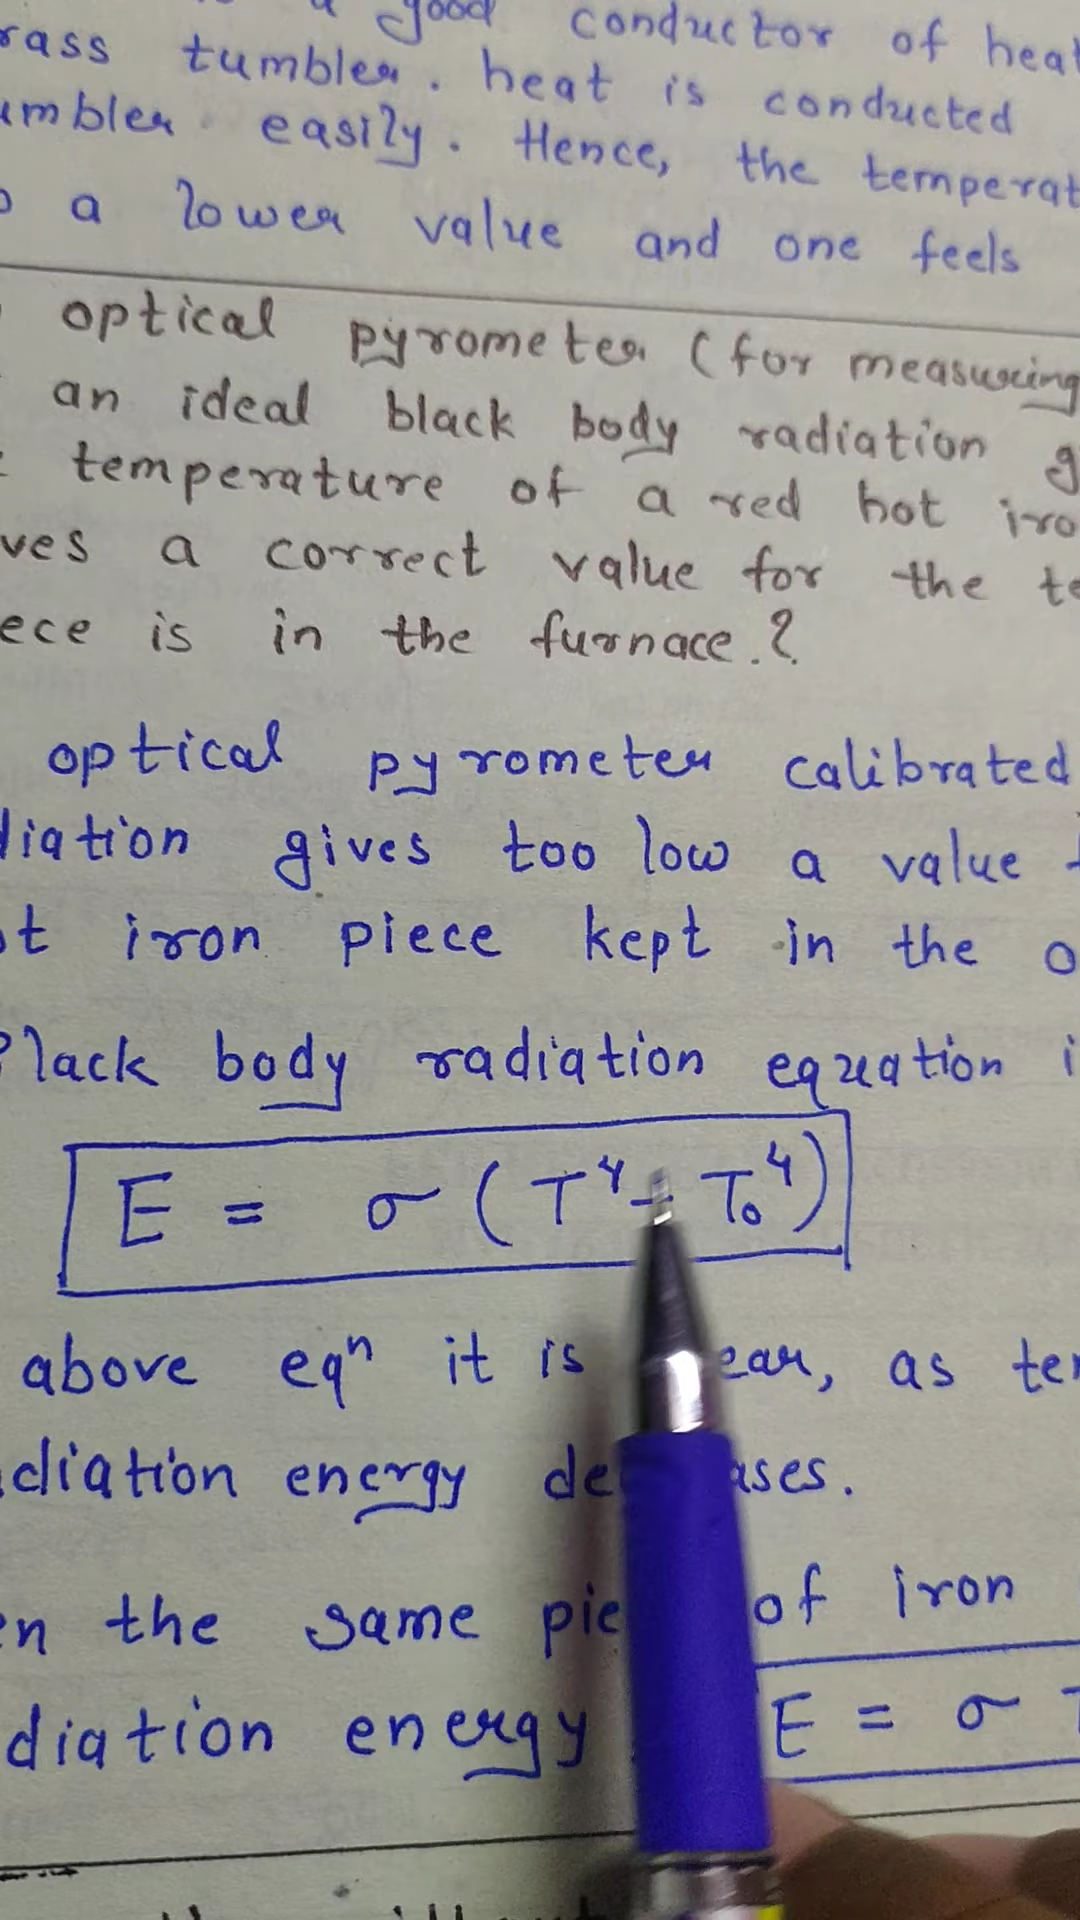 a good conductor of heat
rass tumbler. heat is conducted
umbler easily. Hence, the temperat
a lower value and one feels
optical pyrometer (for measuring
an ideal black body radiation g
temperature of a red hot iro
ves a correct value for the te
ece is in the furnace.?
optical pyrometer calibrated
diation gives too low a value f
ot iron piece kept in the o
Black body radiation equation i
E = σ (T⁴ - T₀⁴)
above eqⁿ it is ear, as te
diation energy de ases.
en the same pie of iron
diation energy E = σ T